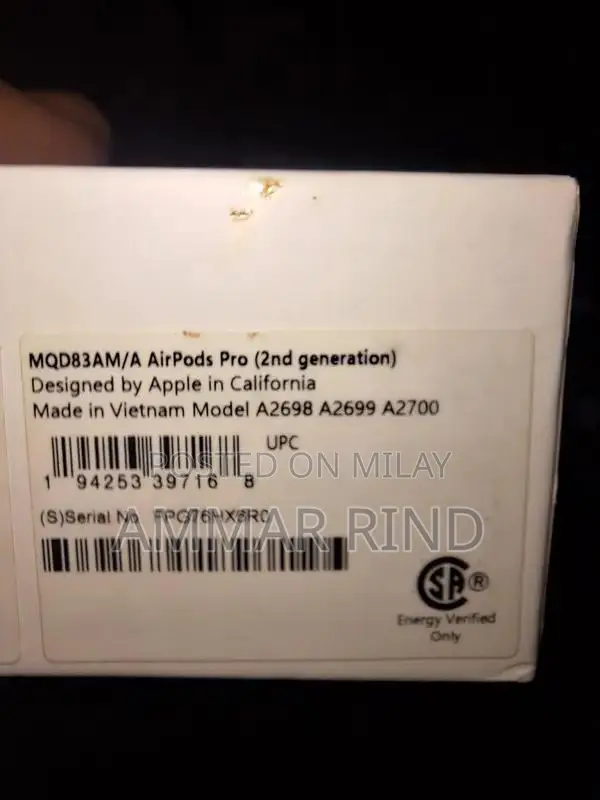 MQD83AM/A AirPods Pro (2nd generation)
Designed by Apple in California
Made in Vietnam Model A2698 A2699 A2700
UPC
1 94253 39716 8
POSTED ON MILAY
(S)Serial No.
AMMAR RIND
CSA ®
Energy Verified
Only